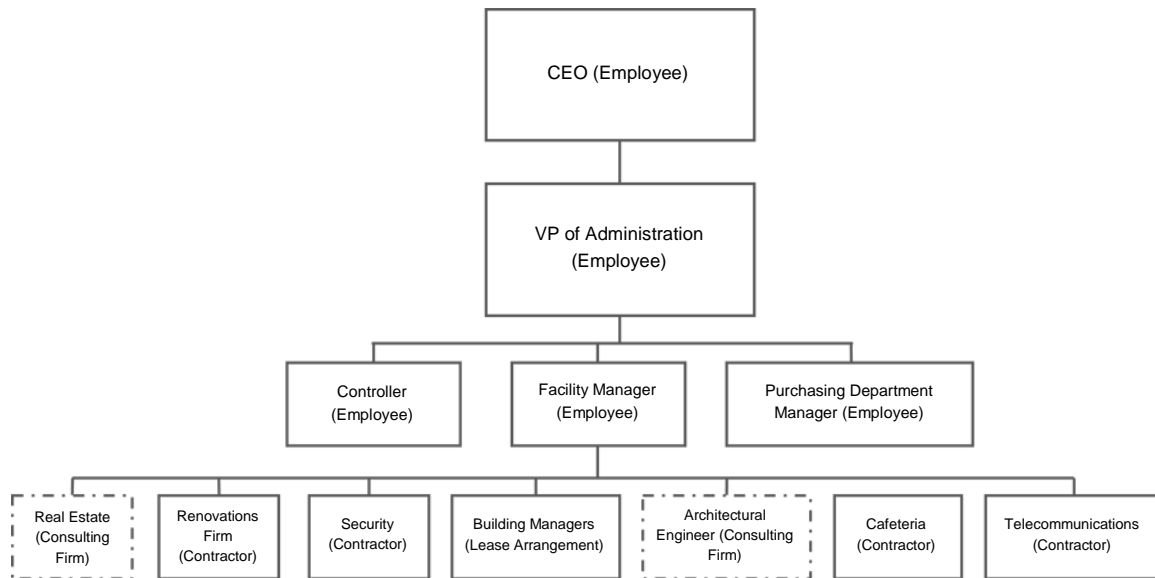 CEO (Employee)
VP of Administration
(Employee)
Controller
(Employee)
Facility Manager
(Employee)
Purchasing Department
Manager (Employee)
Real Estate
(Consulting
Firm)
Renovations
Firm
(Contractor)
Security
(Contractor)
Building Managers
(Lease Arrangement)
Architectural
Engineer (Consulting
Firm)
Cafeteria
(Contractor)
Telecommunications
(Contractor)